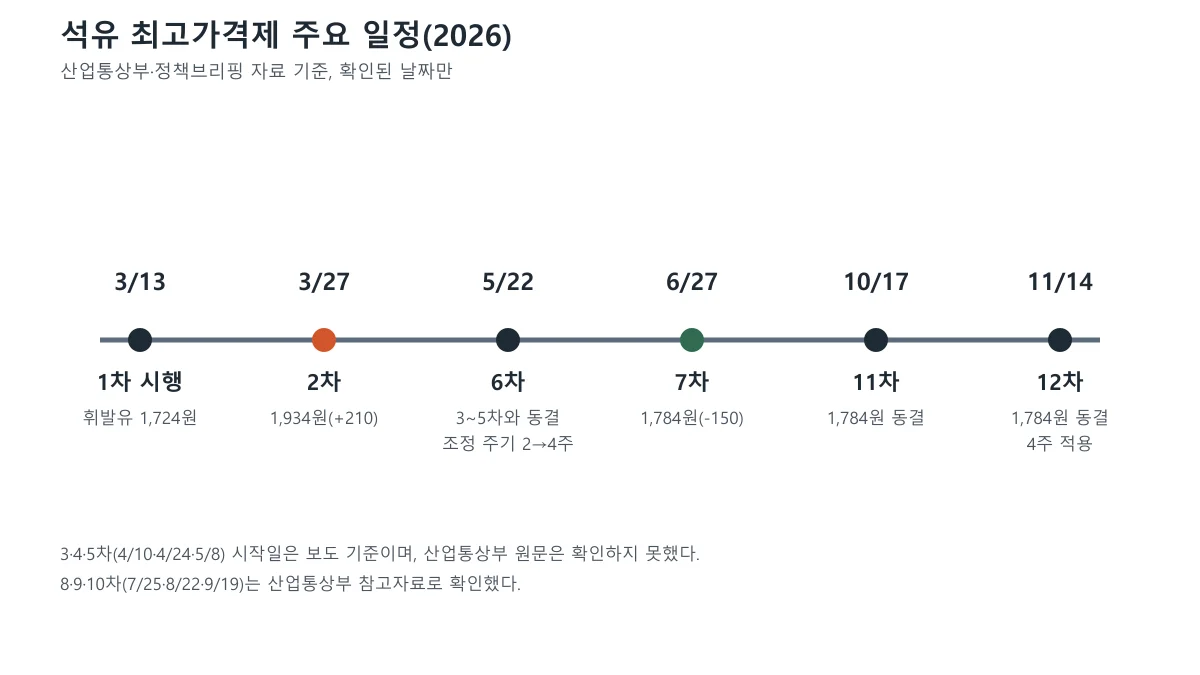 석유 최고가격제 주요 일정(2026)
산업통상부·정책브리핑 자료 기준, 확인된 날짜만
3/13
3/27
5/22
6/27
10/17
11/14
1차 시행
2차
6차
7차
11차
12차
휘발유 1,724원
1,934원(+210)
3~5차와 동결
1,784원(-150)
1,784원 동결
1,784원 동결
조정 주기 2→4주
4주 적용
3·4·5차(4/10·4/24·5/8) 시작일은 보도 기준이며, 산업통상부 원문은 확인하지 못했다.
8·9·10차(7/25·8/22·9/19)는 산업통상부 참고자료로 확인했다.